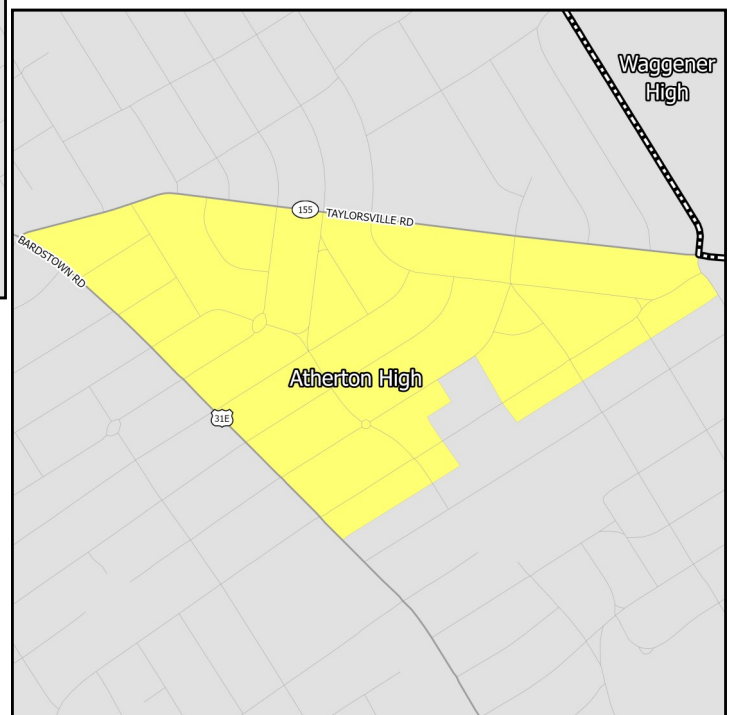 Waggener
High
155
TAYLORSVILLE RD
BARDSTOWN RD
Atherton High
31E